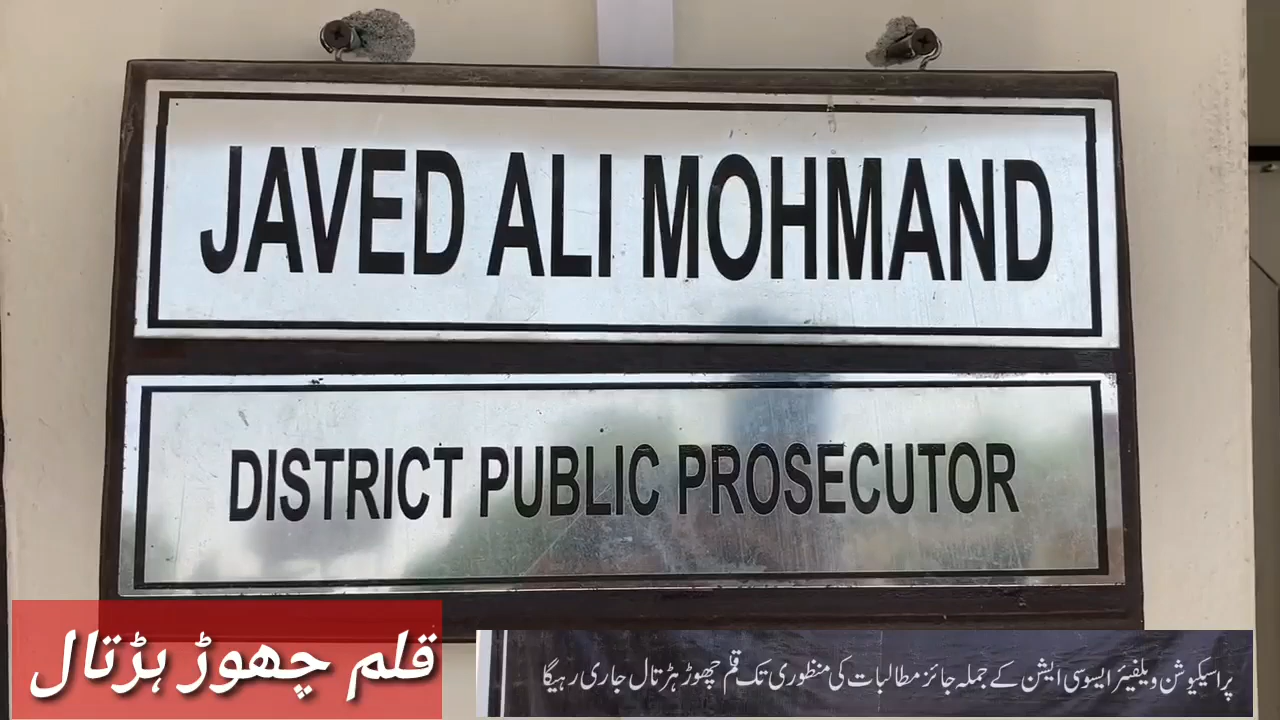 JAVED ALI MOHMAND
DISTRICT PUBLIC PROSECUTOR
قلم چھوڑ ہڑتال
پراسیکیوشن ویلفیئر ایسوسی ایشن کے جملہ جائز مطالبات کی منظوری تک قلم چھوڑ ہڑتال جاری رہیگا